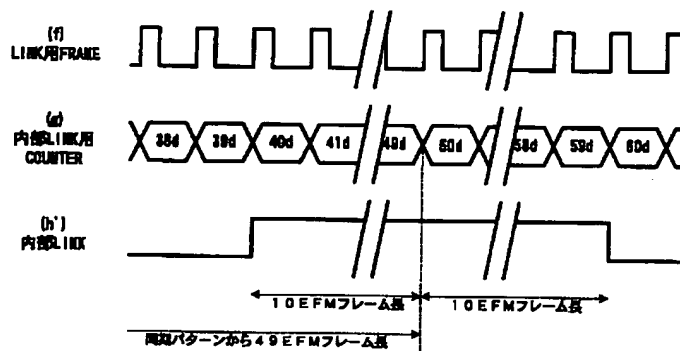 (f)
LINK用FRAME
(g)
内部LINK用
COUNTER
38d 39d 40d 41d 49d 50d 58d 59d 60d
(h')
内部LINK
10EFMフレーム長 10EFMフレーム長
同期パターンから49EFMフレーム長